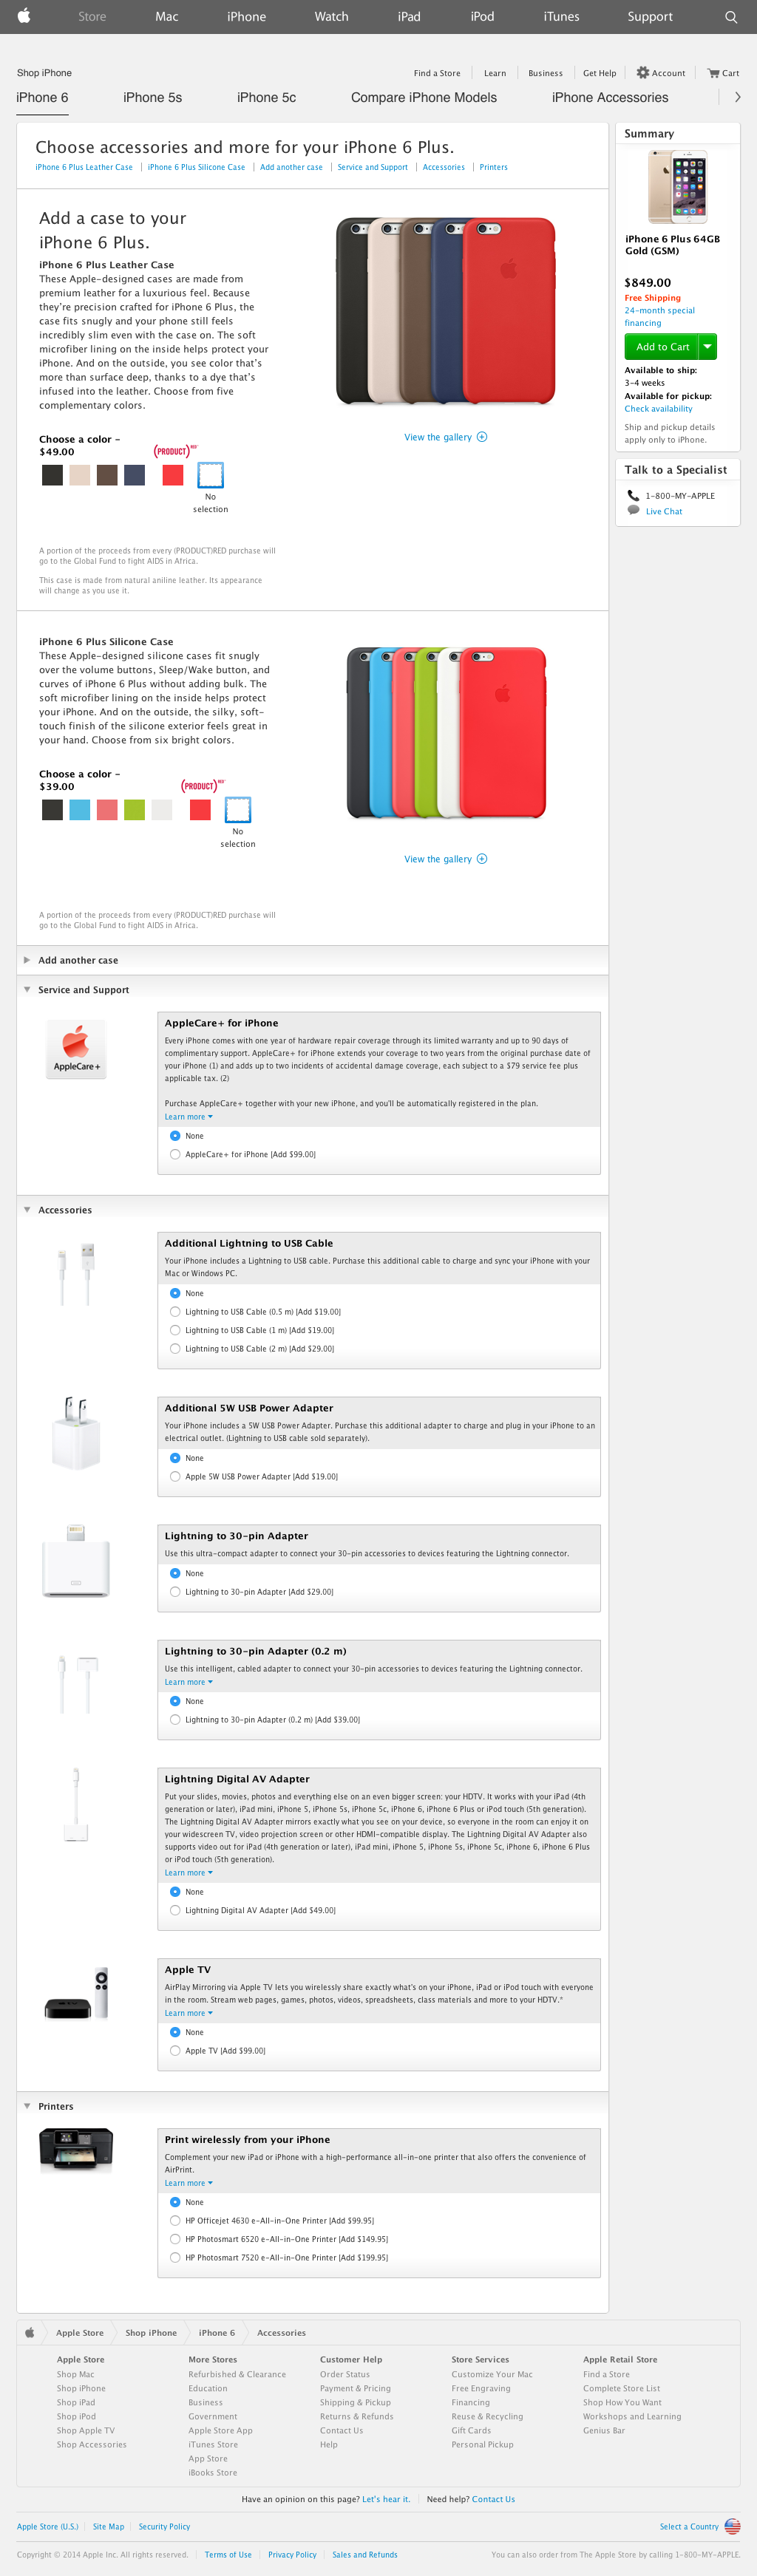 Store
Mac
iPhone
Watch
iPad
iPod
iTunes
Support
Shop iPhone
Find a Store
Learn
Business
Get Help
Account
Cart
iPhone 6
iPhone 5s
iPhone 5c
Compare iPhone Models
iPhone Accessories
Choose accessories and more for your iPhone 6 Plus.
iPhone 6 Plus Leather Case
iPhone 6 Plus Silicone Case
Add another case
Service and Support
Accessories
Printers
Add a case to your
iPhone 6 Plus.
iPhone 6 Plus Leather Case
These Apple-designed cases are made from
premium leather for a luxurious feel. Because
they're precision crafted for iPhone 6 Plus, the
case fits snugly and your phone still feels
incredibly slim even with the case on. The soft
microfiber lining on the inside helps protect your
iPhone. And on the outside, you see color that's
more than surface deep, thanks to a dye that's
infused into the leather. Choose from five
complementary colors.
Choose a color -
$49.00
(PRODUCT)RED
No
selection
View the gallery
A portion of the proceeds from every (PRODUCT)RED purchase will
go to the Global Fund to fight AIDS in Africa.
This case is made from natural aniline leather. Its appearance
will change as you use it.
iPhone 6 Plus Silicone Case
These Apple-designed silicone cases fit snugly
over the volume buttons, Sleep/Wake button, and
curves of iPhone 6 Plus without adding bulk. The
soft microfiber lining on the inside helps protect
your iPhone. And on the outside, the silky, soft-
touch finish of the silicone exterior feels great in
your hand. Choose from six bright colors.
Choose a color -
$39.00
(PRODUCT)RED
No
selection
View the gallery
A portion of the proceeds from every (PRODUCT)RED purchase will
go to the Global Fund to fight AIDS in Africa.
Add another case
Service and Support
AppleCare+
AppleCare+ for iPhone
Every iPhone comes with one year of hardware repair coverage through its limited warranty and up to 90 days of
complimentary support. AppleCare+ for iPhone extends your coverage to two years from the original purchase date of
your iPhone (1) and adds up to two incidents of accidental damage coverage, each subject to a $79 service fee plus
applicable tax. (2)
Purchase AppleCare+ together with your new iPhone, and you'll be automatically registered in the plan.
Learn more
None
AppleCare+ for iPhone [Add $99.00]
Accessories
Additional Lightning to USB Cable
Your iPhone includes a Lightning to USB cable. Purchase this additional cable to charge and sync your iPhone with your
Mac or Windows PC.
None
Lightning to USB Cable (0.5 m) [Add $19.00]
Lightning to USB Cable (1 m) [Add $19.00]
Lightning to USB Cable (2 m) [Add $29.00]
Additional 5W USB Power Adapter
Your iPhone includes a 5W USB Power Adapter. Purchase this additional adapter to charge and plug in your iPhone to an
electrical outlet. (Lightning to USB cable sold separately).
None
Apple 5W USB Power Adapter [Add $19.00]
Lightning to 30-pin Adapter
Use this ultra-compact adapter to connect your 30-pin accessories to devices featuring the Lightning connector.
None
Lightning to 30-pin Adapter [Add $29.00]
Lightning to 30-pin Adapter (0.2 m)
Use this intelligent, cabled adapter to connect your 30-pin accessories to devices featuring the Lightning connector.
Learn more
None
Lightning to 30-pin Adapter (0.2 m) [Add $39.00]
Lightning Digital AV Adapter
Put your slides, movies, photos and everything else on an even bigger screen: your HDTV. It works with your iPad (4th
generation or later), iPad mini, iPhone 5, iPhone 5s, iPhone 5c, iPhone 6, iPhone 6 Plus or iPod touch (5th generation).
The Lightning Digital AV Adapter mirrors exactly what you see on your device, so everyone in the room can enjoy it on
your widescreen TV, video projection screen or other HDMI-compatible display. The Lightning Digital AV Adapter also
supports video out for iPad (4th generation or later), iPad mini, iPhone 5, iPhone 5s, iPhone 5c, iPhone 6, iPhone 6 Plus
or iPod touch (5th generation).
Learn more
None
Lightning Digital AV Adapter [Add $49.00]
Apple TV
AirPlay Mirroring via Apple TV lets you wirelessly share exactly what's on your iPhone, iPad or iPod touch with everyone
in the room. Stream web pages, games, photos, videos, spreadsheets, class materials and more to your HDTV.*
Learn more
None
Apple TV [Add $99.00]
Printers
Print wirelessly from your iPhone
Complement your new iPad or iPhone with a high-performance all-in-one printer that also offers the convenience of
AirPrint.
Learn more
None
HP Officejet 4630 e-All-in-One Printer [Add $99.95]
HP Photosmart 6520 e-All-in-One Printer [Add $149.95]
HP Photosmart 7520 e-All-in-One Printer [Add $199.95]
Summary
iPhone 6 Plus 64GB
Gold (GSM)
$849.00
Free Shipping
24-month special
financing
Add to Cart
Available to ship:
3-4 weeks
Available for pickup:
Check availability
Ship and pickup details
apply only to iPhone.
Talk to a Specialist
1-800-MY-APPLE
Live Chat
Apple Store
Shop iPhone
iPhone 6
Accessories
Apple Store
Shop Mac
Shop iPhone
Shop iPad
Shop iPod
Shop Apple TV
Shop Accessories
More Stores
Refurbished & Clearance
Education
Business
Government
Apple Store App
iTunes Store
App Store
iBooks Store
Customer Help
Order Status
Payment & Pricing
Shipping & Pickup
Returns & Refunds
Contact Us
Help
Store Services
Customize Your Mac
Free Engraving
Financing
Reuse & Recycling
Gift Cards
Personal Pickup
Apple Retail Store
Find a Store
Complete Store List
Shop How You Want
Workshops and Learning
Genius Bar
Have an opinion on this page? Let's hear it.
Need help? Contact Us
Apple Store (U.S.)
Site Map
Security Policy
Select a Country
Copyright © 2014 Apple Inc. All rights reserved.
Terms of Use
Privacy Policy
Sales and Refunds
You can also order from The Apple Store by calling 1-800-MY-APPLE.